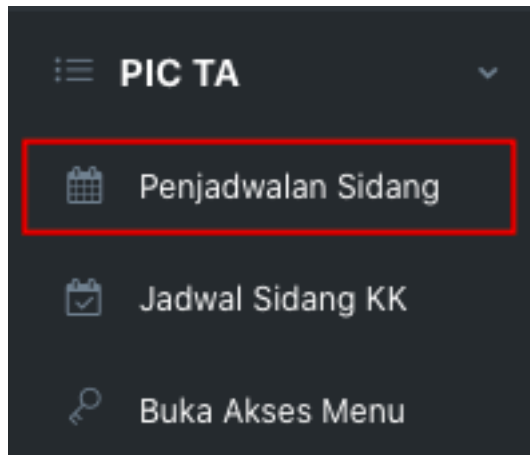 PIC TA
Penjadwalan Sidang
Jadwal Sidang KK
Buka Akses Menu